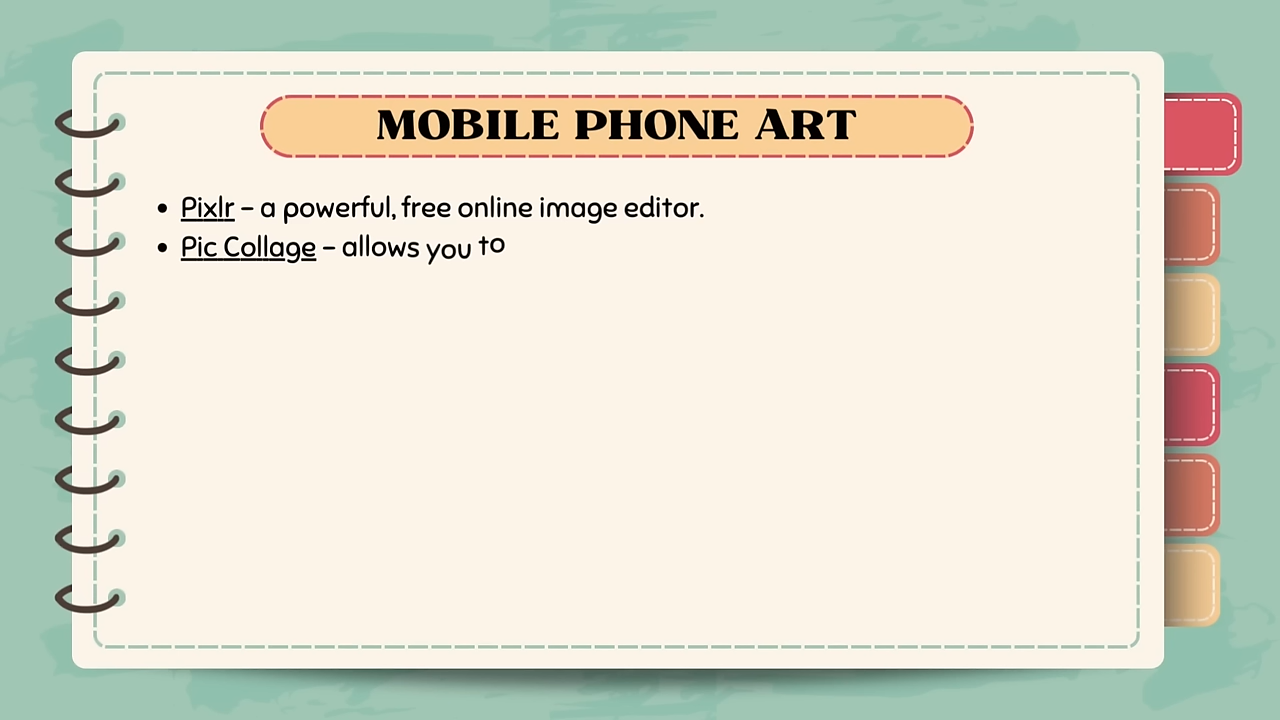 MOBILE PHONE ART
• Pixlr – a powerful, free online image editor.
• Pic Collage – allows you to